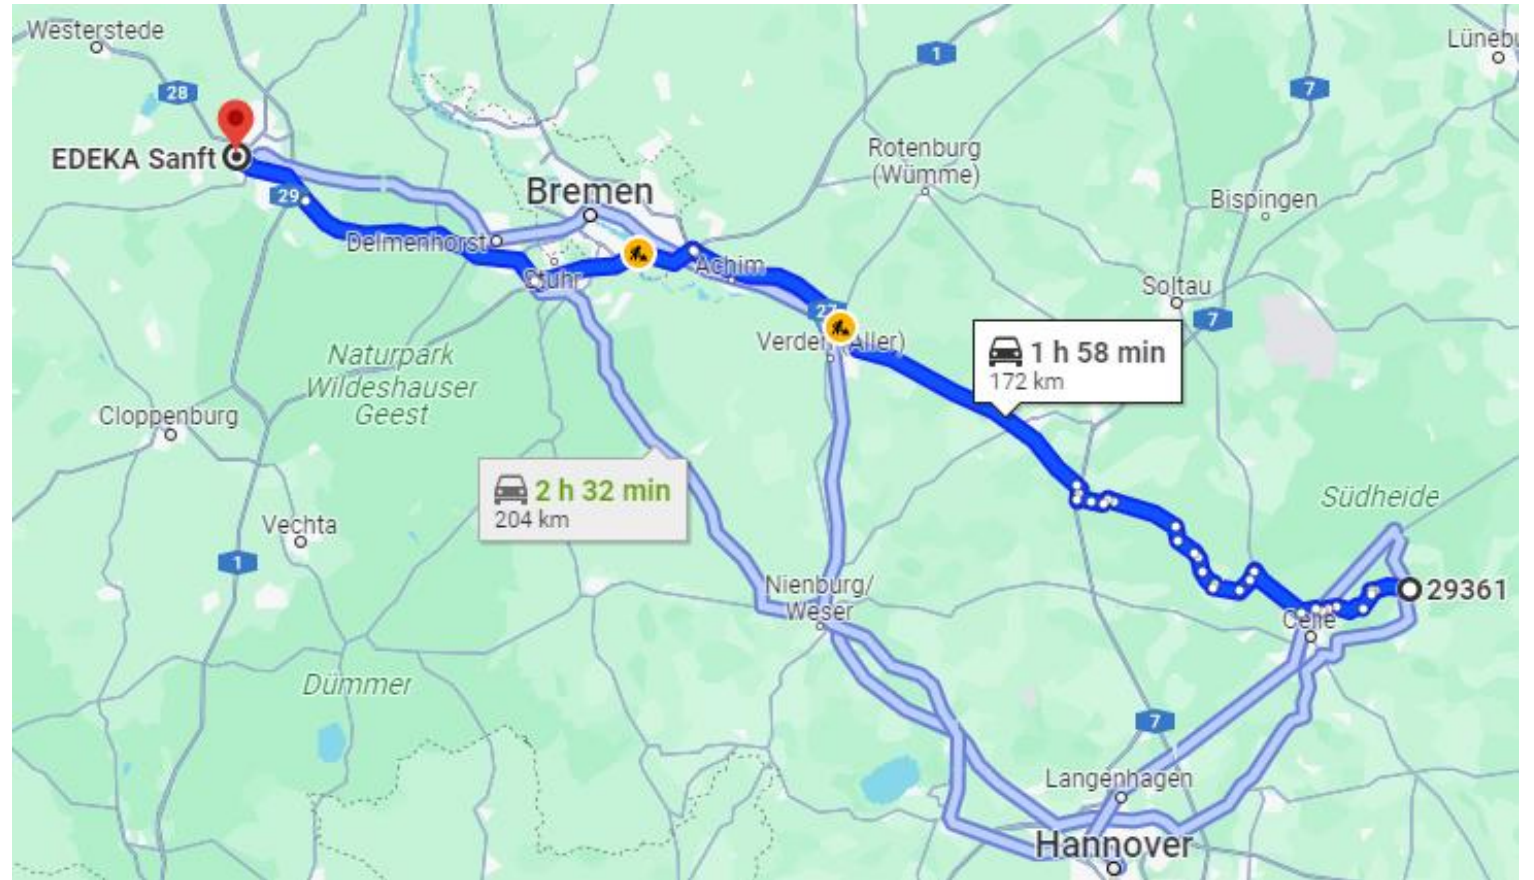 Westerstede
28
1
7
Lünebu
EDEKA Sanft
29
Bremen
Rotenburg
(Wümme)
Bispingen
Delmenhorst
Stuhr
Achim
Soltau
27
7
Verden (Aller)
1 h 58 min
172 km
Naturpark
Wildeshauser
Geest
Cloppenburg
2 h 32 min
204 km
Südheide
Vechta
1
Nienburg/
Weser
29361
Celle
Dümmer
7
Langenhagen
Hannover